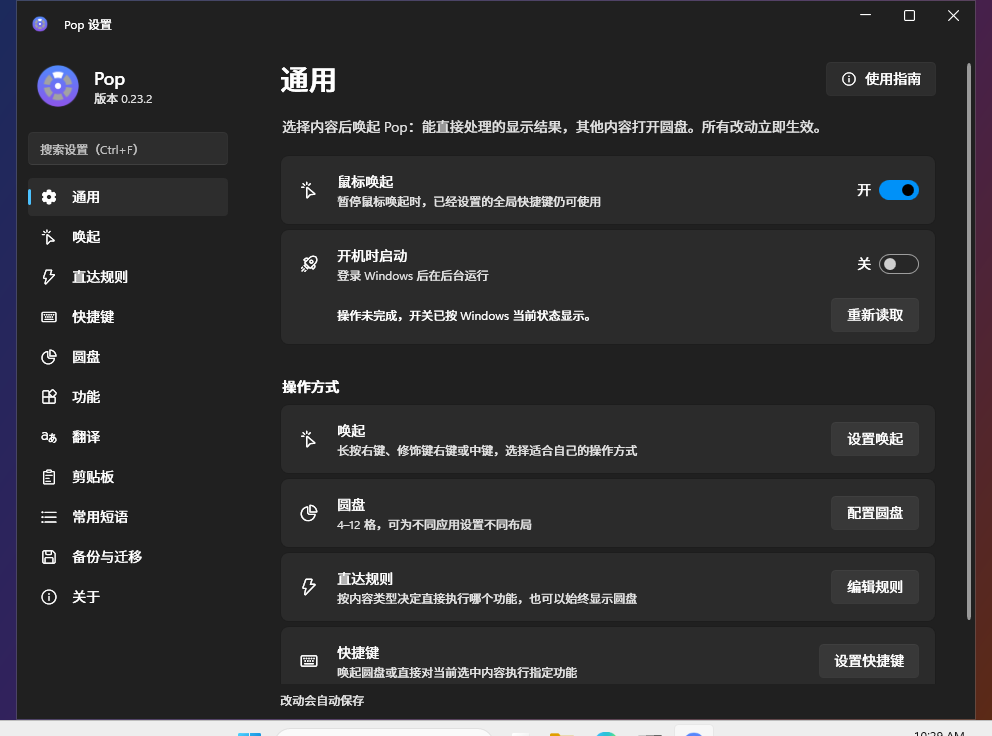 Pop 设置
Pop
版本 0.23.2
搜索设置（Ctrl+F）
通用
唤起
直达规则
快捷键
圆盘
功能
翻译
剪贴板
常用短语
备份与迁移
关于
通用
使用指南
选择内容后唤起 Pop：能直接处理的显示结果，其他内容打开圆盘。所有改动立即生效。
鼠标唤起
暂停鼠标唤起时，已经设置的全局快捷键仍可使用
开
开机时启动
登录 Windows 后在后台运行
关
操作未完成，开关已按 Windows 当前状态显示。
重新读取
操作方式
唤起
长按右键、修饰键右键或中键，选择适合自己的操作方式
设置唤起
圆盘
4–12 格，可为不同应用设置不同布局
配置圆盘
直达规则
按内容类型决定直接执行哪个功能，也可以始终显示圆盘
编辑规则
快捷键
唤起圆盘或直接对当前选中内容执行指定功能
设置快捷键
改动会自动保存
10:29 AM